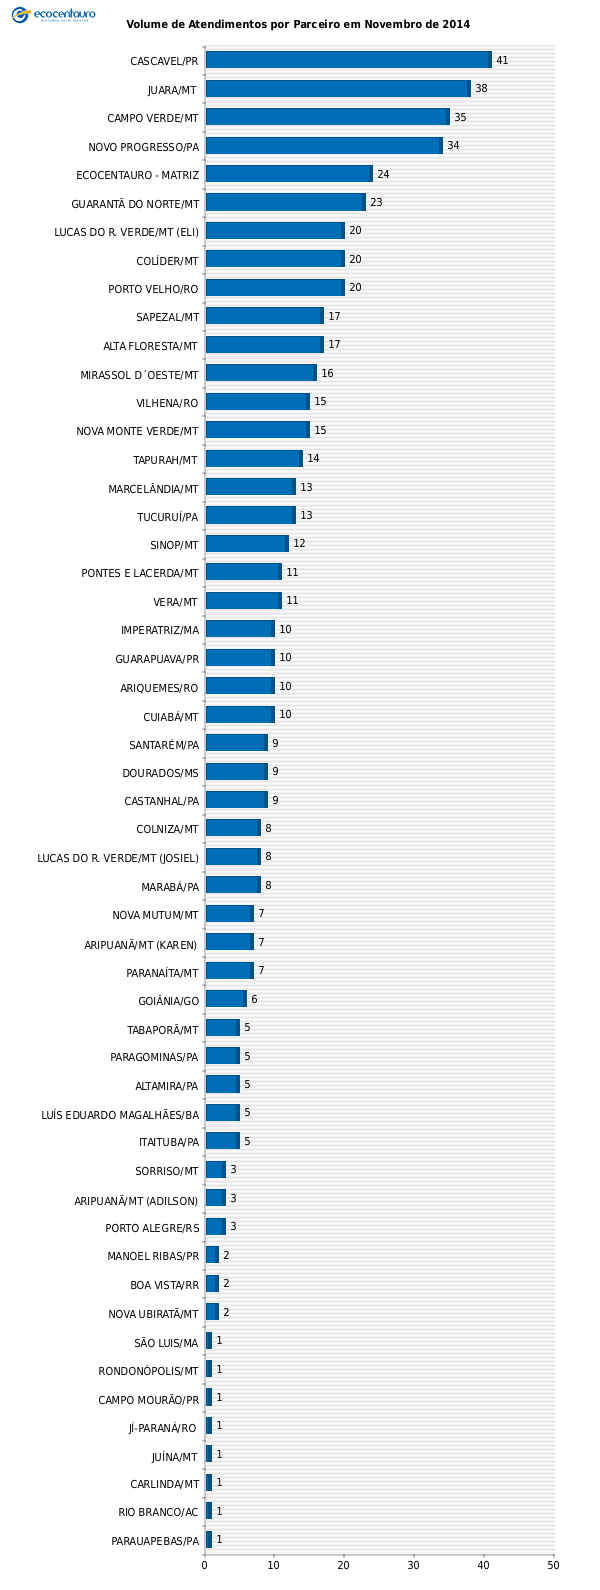 ecocentauro
Volume de Atendimentos por Parceiro em Novembro de 2014
CASCAVEL/PR 41
JUARA/MT 38
CAMPO VERDE/MT 35
NOVO PROGRESSO/PA 34
ECOCENTAURO - MATRIZ 24
GUARANTÃ DO NORTE/MT 23
LUCAS DO R. VERDE/MT (ELI) 20
COLÍDER/MT 20
PORTO VELHO/RO 20
SAPEZAL/MT 17
ALTA FLORESTA/MT 17
MIRASSOL D´OESTE/MT 16
VILHENA/RO 15
NOVA MONTE VERDE/MT 15
TAPURAH/MT 14
MARCELÂNDIA/MT 13
TUCURUÍ/PA 13
SINOP/MT 12
PONTES E LACERDA/MT 11
VERA/MT 11
IMPERATRIZ/MA 10
GUARAPUAVA/PR 10
ARIQUEMES/RO 10
CUIABÁ/MT 10
SANTARÉM/PA 9
DOURADOS/MS 9
CASTANHAL/PA 9
COLNIZA/MT 8
LUCAS DO R. VERDE/MT (JOSIEL) 8
MARABÁ/PA 8
NOVA MUTUM/MT 7
ARIPUANÃ/MT (KAREN) 7
PARANAÍTA/MT 7
GOIÂNIA/GO 6
TABAPORÃ/MT 5
PARAGOMINAS/PA 5
ALTAMIRA/PA 5
LUÍS EDUARDO MAGALHÃES/BA 5
ITAITUBA/PA 5
SORRISO/MT 3
ARIPUANÃ/MT (ADILSON) 3
PORTO ALEGRE/RS 3
MANOEL RIBAS/PR 2
BOA VISTA/RR 2
NOVA UBIRATÃ/MT 2
SÃO LUIS/MA 1
RONDONÓPOLIS/MT 1
CAMPO MOURÃO/PR 1
JÍ-PARANÁ/RO 1
JUÍNA/MT 1
CARLINDA/MT 1
RIO BRANCO/AC 1
PARAUAPEBAS/PA 1
0 10 20 30 40 50